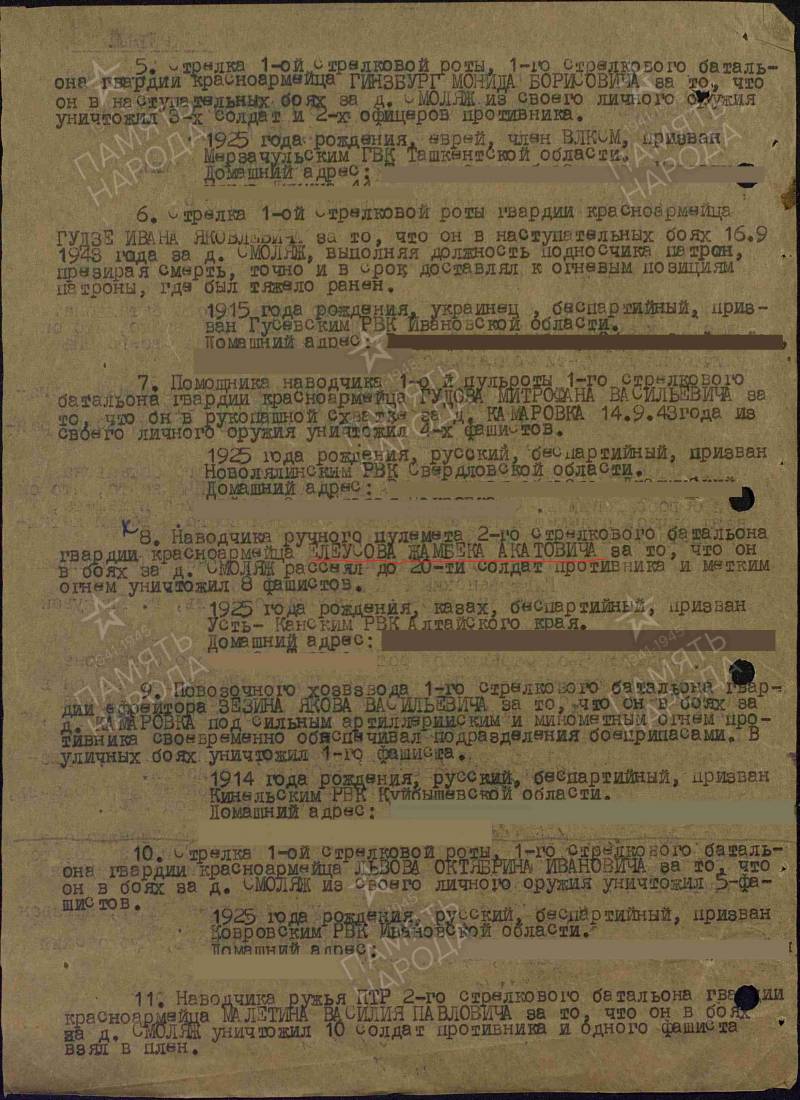 5. Стрелка 1-ой стрелковой роты, 1-го стрелкового баталь-
она гвардии красноармейца ГИНЗБУРГ МОНИДА БОРИСОВИЧА за то, что
он в наступательных боях за д. СМОЛЯЖ из своего личного оружия
уничтожил 3-х солдат и 2-х офицеров противника.
1925 года рождения, еврей, член ВЛКСМ, призван
Мерзачульским ГВК Ташкентской области.
Домашний адрес:
6. Стрелка 1-ой стрелковой роты гвардии красноармейца
ГУДЗЕ ИВАНА ЯКОВЛЕВИЧА за то, что он в наступательных боях 16.9
1943 года за д. СМОЛЯЖ, выполняя должность подносчика патрон,
презирая смерть, точно и в срок доставлял к огневым позициям
патроны, где был тяжело ранен.
1915 года рождения, украинец , беспартийный, приз-
ван Гусевским РВК Ивановской области.
Домашний адрес:
7. Помощника наводчика 1-о й пульроты 1-го стрелкового
батальона гвардии красноармейца МИТРОФАНА ВАСИЛЬЕВИЧА за
то, что он в рукопашной схватке за д. КАМАРОВКА 14.9.43года из
своего личного оружия уничтожил 4-х фашистов.
1925 года рождения, русский, беспартийный, призван
Новолялинским РВК Свердловской области.
Домашний адрес:
8. Наводчика ручного пулемета 2-го стрелкового батальона
гвардии красноармейца ЕЛЕУСОВА ЖАМБЕКА АКАТОВИЧА за то, что он
в боях за д. СМОЛЯЖ рассеял до 20-ти солдат противника и метким
огнем уничтожил 8 фашистов.
1925 года рождения, казах, беспартийный, призван
Усть- Канским РВК Алтайского края.
Домашний адрес:
9. Повозочного хозвзвода 1-го стрелкового батальона гвар-
дии ефрейтора ЗЕЗИНА ЯКОВА ВАСИЛЬЕВИЧА за то, что он в боях за
д. КАМАРОВКА под сильным артиллерийским и минометным огнем про-
тивника своевременно обеспечивал подразделения боеприпасами. В
уличных боях уничтожил 1-го фашиста.
1914 года рождения, русский, беспартийный, призван
Кинельским РВК Куйбышевской области.
Домашний адрес:
10. Стрелка 1-ой стрелковой роты, 1-го стрелкового баталь-
она гвардии красноармейца ЛЬВОВА ОКТЯБРИНА ИВАНОВИЧА за то, что
он в боях за д. СМОЛЯЖ из своего личного оружия уничтожил 5-фа-
шистов.
1925 года рождения, русский, беспартийный, призван
Ковровским РВК Ивановской области.
Домашний адрес:
11. Наводчика ружья ПТР 2-го стрелкового батальона гвардии
красноармейца МАЛЕТИНА ВАСИЛИЯ ПАВЛОВИЧА за то, что он в боях
за д. СМОЛЯЖ уничтожил 10 солдат противника и одного фашиста
взял в плен.
ПАМЯТЬ
НАРОДА
1941-1945